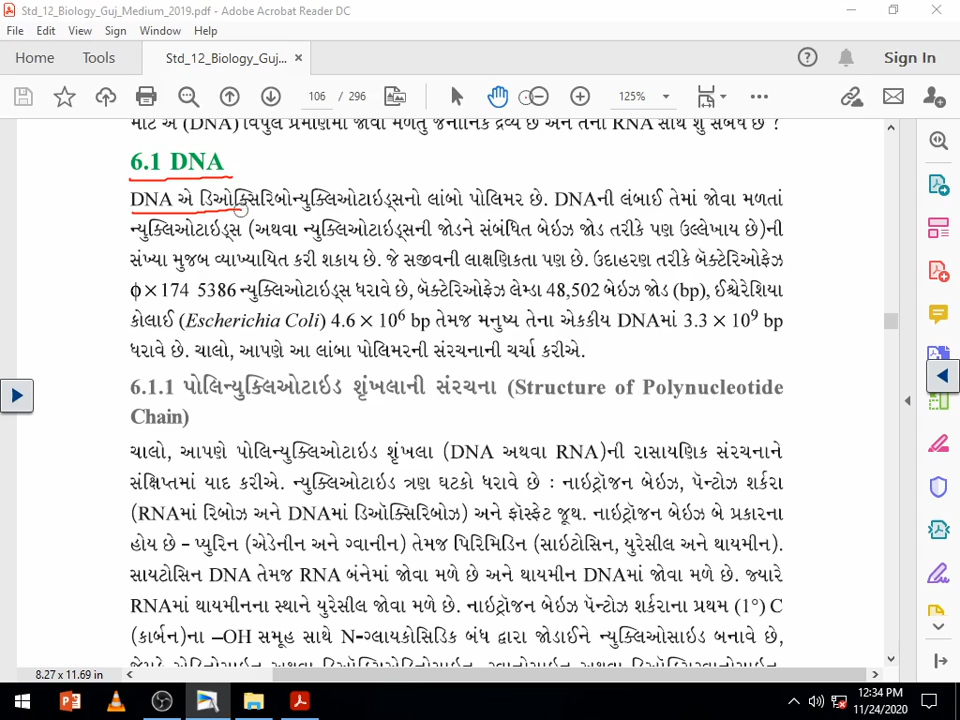 Std_12_Biology_Guj_Medium_2019.pdf - Adobe Acrobat Reader DC
File Edit View Window Sign Help
Home Tools Std_12_Biology_Guj... × Sign In
106 / 296 125%
માટે એ (DNA) વિપુલ પ્રમાણમાં જોવા મળતું જનીનિક દ્રવ્ય છે અને તેનો RNA સાથે શું સંબંધ છે ?
6.1 DNA
DNA એ ડિઓક્સિરિબોન્યુક્લિઓટાઇડ્સનો લાંબો પોલિમર છે. DNAની લંબાઈ તેમાં જોવા મળતાં
ન્યુક્લિઓટાઇડ્સ (અથવા ન્યુક્લિઓટાઇડ્સની જોડને સંબંધિત બેઇઝ જોડ તરીકે પણ ઉલ્લેખાય છે)ની
સંખ્યા મુજબ વ્યાખ્યાયિત કરી શકાય છે. જે સજીવની લાક્ષણિકતા પણ છે. ઉદાહરણ તરીકે બૅક્ટેરિઓફેઝ
ϕ × 174 5386 ન્યુક્લિઓટાઇડ્સ ધરાવે છે, બૅક્ટેરિઓફેઝ લેમ્ડા 48,502 બેઇઝ જોડ (bp), ઈશ્ચેરેશિયા
કોલાઈ (Escherichia Coli) 4.6 × 10⁶ bp તેમજ મનુષ્ય તેના એકકીય DNAમાં 3.3 × 10⁹ bp
ધરાવે છે. ચાલો, આપણે આ લાંબા પોલિમરની સંરચનાની ચર્ચા કરીએ.
6.1.1 પોલિન્યુક્લિઓટાઇડ શૃંખલાની સંરચના (Structure of Polynucleotide
Chain)
ચાલો, આપણે પોલિન્યુક્લિઓટાઇડ શૃંખલા (DNA અથવા RNA)ની રાસાયણિક સંરચનાને
સંક્ષિપ્તમાં યાદ કરીએ. ન્યુક્લિઓટાઇડ ત્રણ ઘટકો ધરાવે છે : નાઇટ્રૉજન બેઇઝ, પૅન્ટોઝ શર્કરા
(RNAમાં રિબોઝ અને DNAમાં ડિઑક્સિરિબોઝ) અને ફૉસ્ફેટ જૂથ. નાઇટ્રૉજન બેઇઝ બે પ્રકારના
હોય છે – પ્યુરિન (એડેનીન અને ગ્વાનીન) તેમજ પિરિમિડિન (સાઇટોસિન, યુરેસીલ અને થાયમીન).
સાયટોસિન DNA તેમજ RNA બંનેમાં જોવા મળે છે અને થાયમીન DNAમાં જોવા મળે છે. જ્યારે
RNAમાં થાયમીનના સ્થાને યુરેસીલ જોવા મળે છે. નાઇટ્રૉજન બેઇઝ પૅન્ટોઝ શર્કરાના પ્રથમ (1°) C
(કાર્બન)ના –OH સમૂહ સાથે N-ગ્લાયકોસિડિક બંધ દ્વારા જોડાઈને ન્યુક્લિઓસાઇડ બનાવે છે,
8.27 x 11.69 in
12:34 PM
11/24/2020